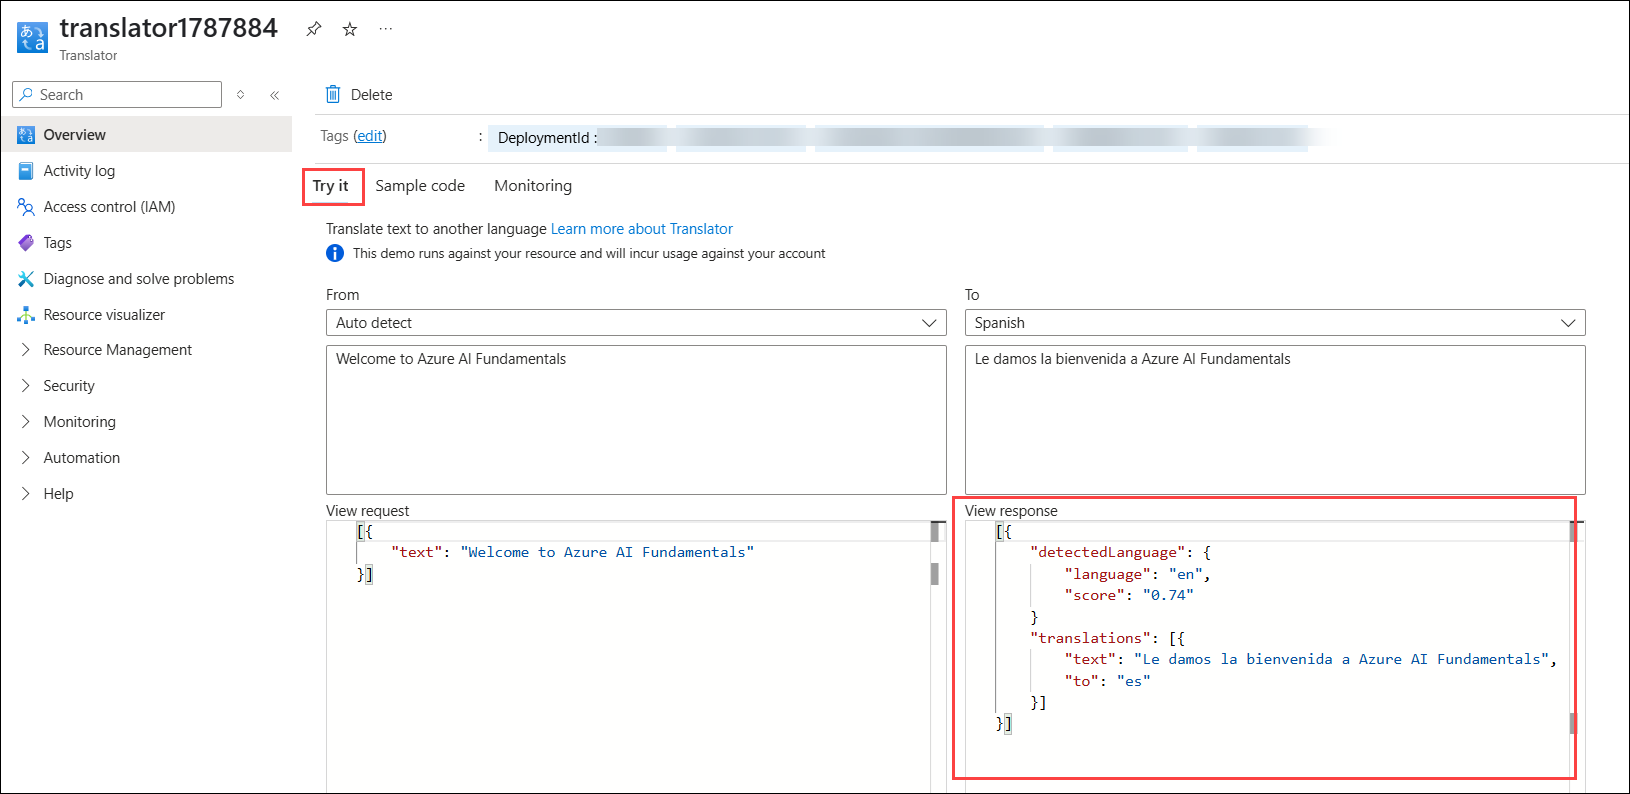 translator1787884
Translator
Search
Overview
Activity log
Access control (IAM)
Tags
Diagnose and solve problems
Resource visualizer
Resource Management
Security
Monitoring
Automation
Help
Delete
Tags (edit) : DeploymentId :
Try it Sample code Monitoring
Translate text to another language Learn more about Translator
This demo runs against your resource and will incur usage against your account
From
Auto detect
Welcome to Azure AI Fundamentals
To
Spanish
Le damos la bienvenida a Azure AI Fundamentals
View request
[{
"text": "Welcome to Azure AI Fundamentals"
}]
View response
[{
"detectedLanguage": {
"language": "en",
"score": "0.74"
}
"translations": [{
"text": "Le damos la bienvenida a Azure AI Fundamentals",
"to": "es"
}]
}]